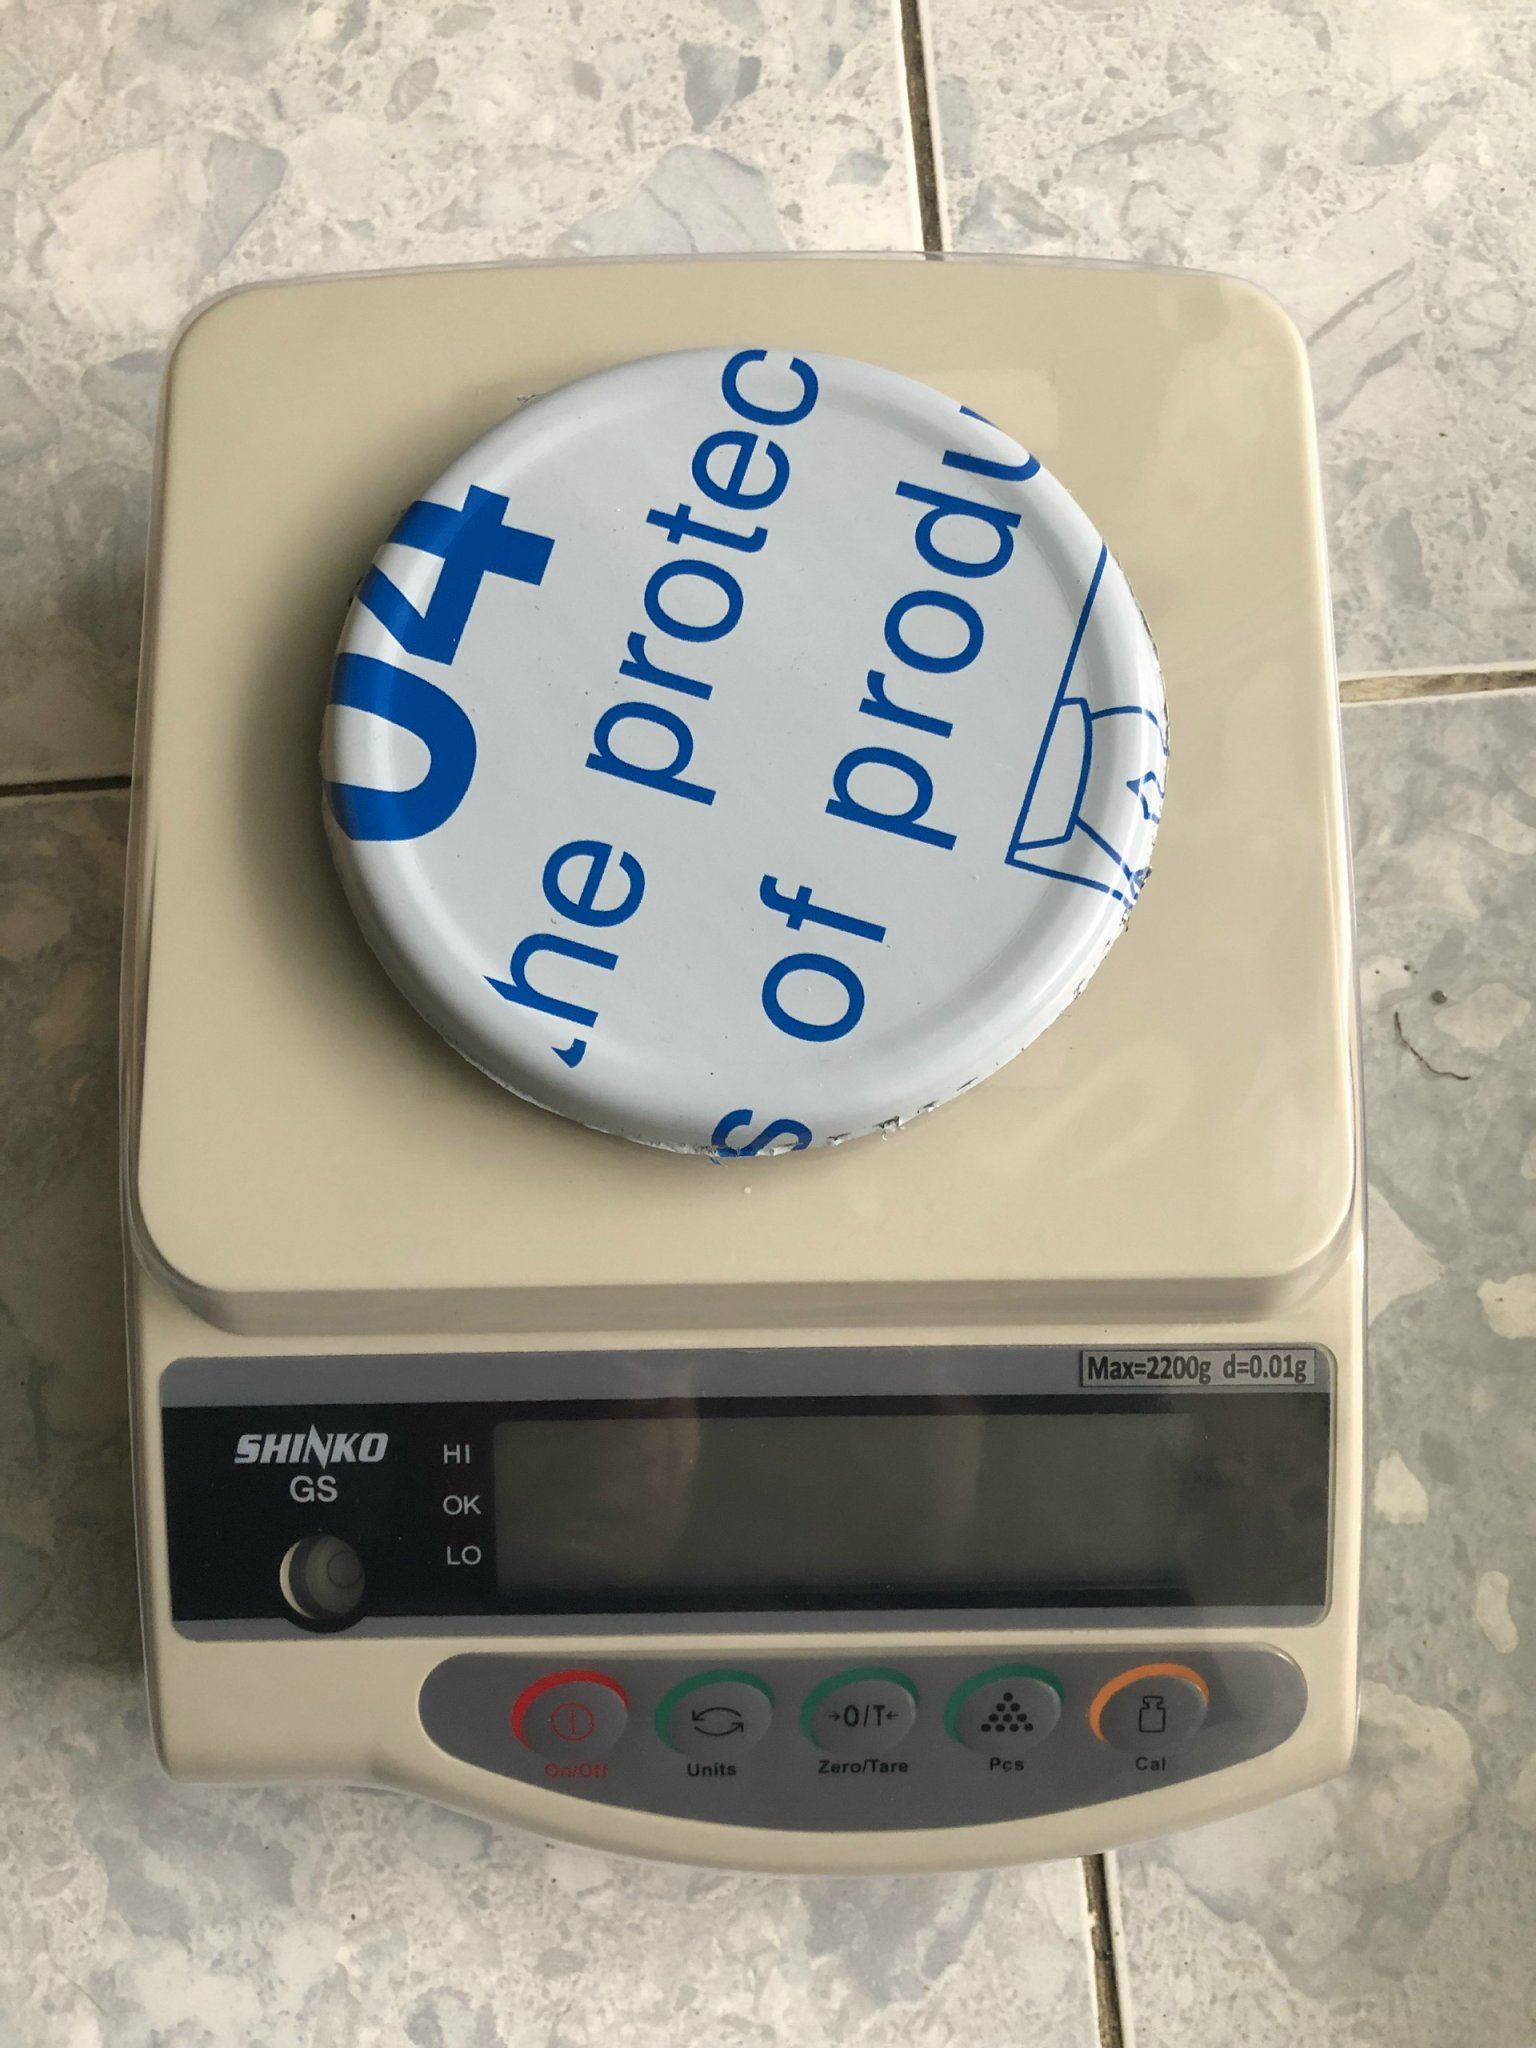 04
he protec
s of produ
Max=2200g d=0.01g
SHINKO
GS
HI
OK
LO
→0/T←
On/Off
Units
Zero/Tare
Pcs
Cal